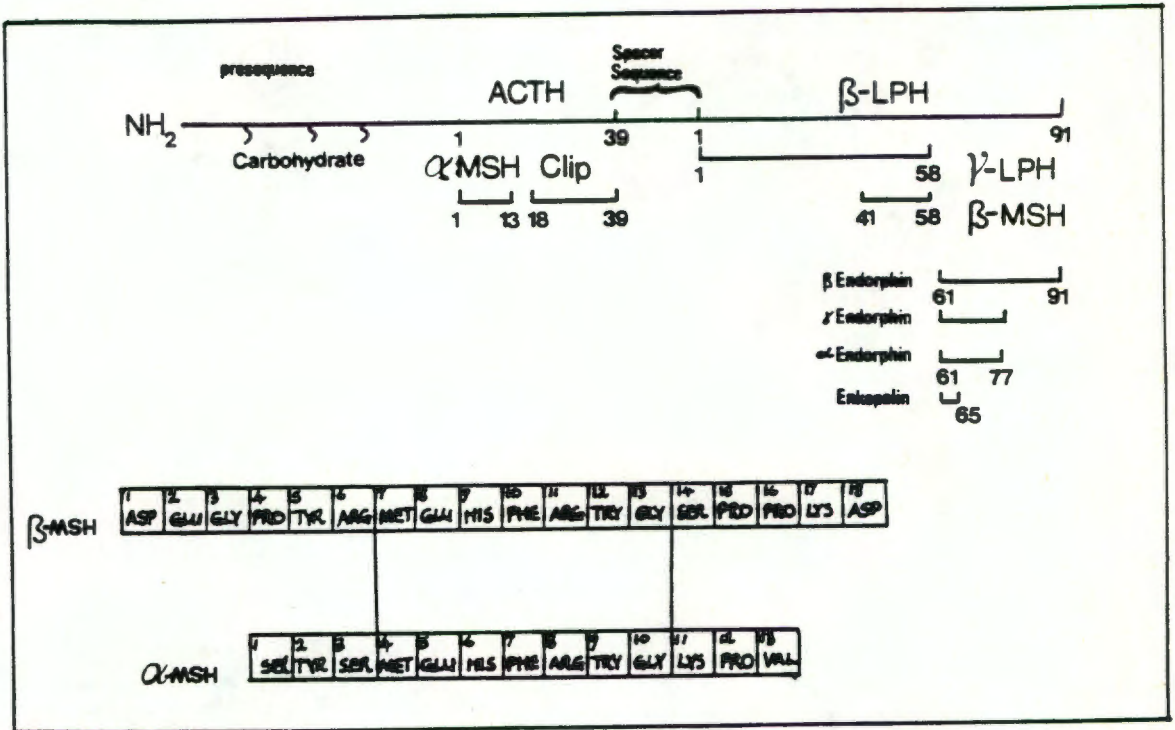 Spacer
Sequence
presequence
ACTH
β-LPH
NH2
1
39
1
91
Carbohydrate
α MSH Clip
1
58
γ-LPH
1
13
18
39
41
58
β-MSH
β Endorphin
61
91
γ Endorphin
α Endorphin
61
77
Enkepalin
65
β-MSH
1 2 3 4 5 6 7 8 9 10 11 12 13 14 15 16 17 18
ASP GLU GLY PRO TYR ARG MET GLU HIS PHE ARG TRY GLY SER PRO PRO LYS ASP
α-MSH
1 2 3 4 5 6 7 8 9 10 11 12 13
SER TYR SER MET GLU HIS PHE ARG TRY GLY LYS PRO VAL